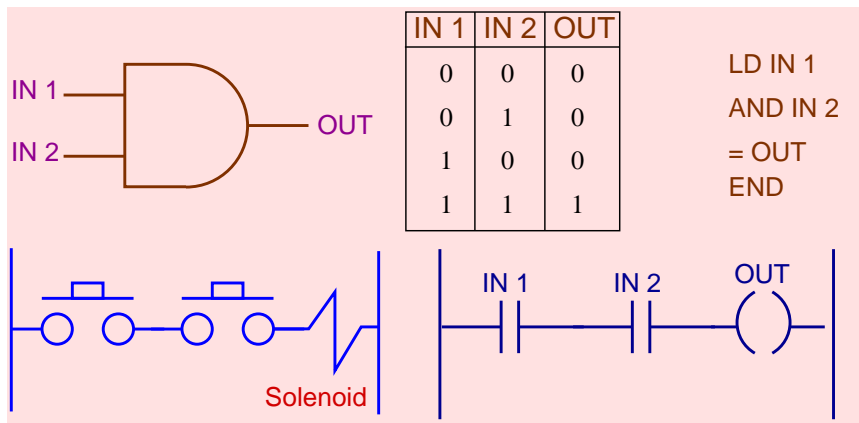 IN 1
IN 2
OUT
IN 1 IN 2 OUT
0 0 0
0 1 0
1 0 0
1 1 1
LD IN 1
AND IN 2
= OUT
END
Solenoid
IN 1 IN 2 OUT